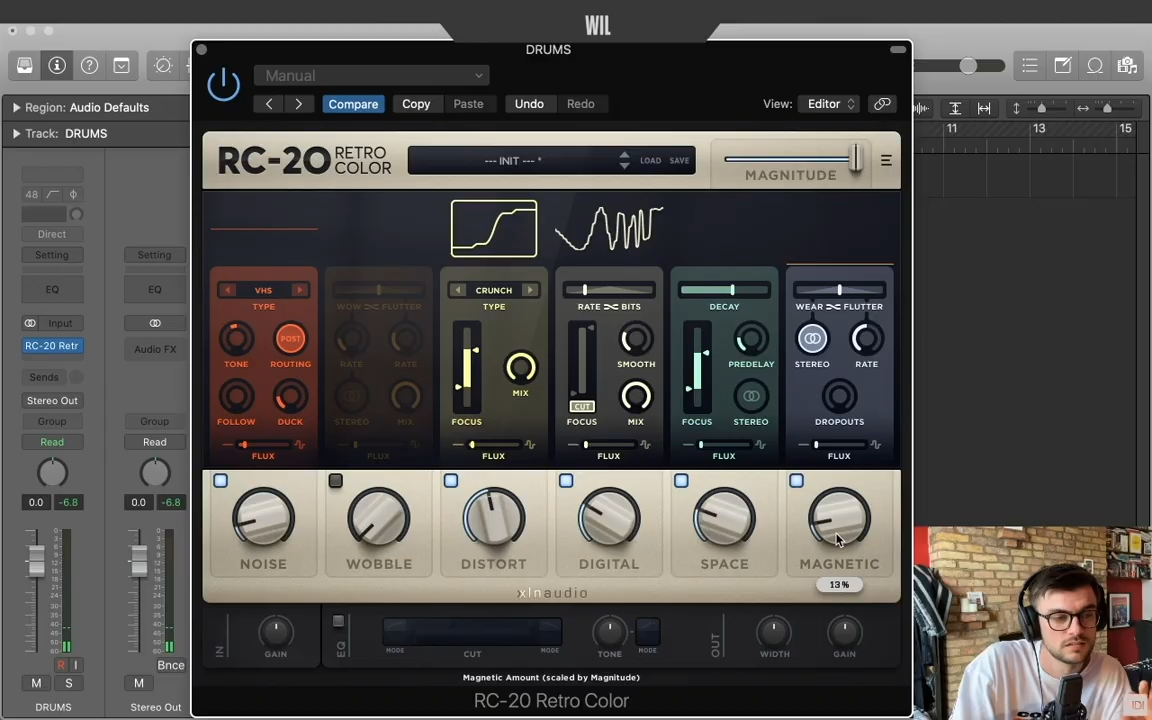 WIL
DRUMS
Manual
Compare
Copy
Paste
Undo
Redo
View:
Editor
Region: Audio Defaults
Track: DRUMS
11
13
15
RC-20 RETRO COLOR
--- INIT --- *
LOAD
SAVE
MAGNITUDE
48
Direct
Setting
Setting
EQ
EQ
Input
RC-20 Retr
Audio FX
Sends
Stereo Out
Group
Group
Read
Read
0.0
-6.8
0.0
-6.8
R
I
Bnce
M
S
M
DRUMS
Stereo Out
VHS
TYPE
TONE
ROUTING
POST
FOLLOW
DUCK
FLUX
WOW FLUTTER
RATE
RATE
STEREO
MIX
FLUX
CRUNCH
TYPE
MIX
FOCUS
FLUX
RATE BITS
SMOOTH
CUT
FOCUS
MIX
FLUX
DECAY
PREDELAY
FOCUS
STEREO
FLUX
WEAR FLUTTER
STEREO
RATE
DROPOUTS
FLUX
NOISE
WOBBLE
DISTORT
DIGITAL
SPACE
MAGNETIC
13%
xlnaudio
IN
GAIN
EQ
MODE
CUT
MODE
TONE
MODE
OUT
WIDTH
GAIN
Magnetic Amount (scaled by Magnitude)
RC-20 Retro Color